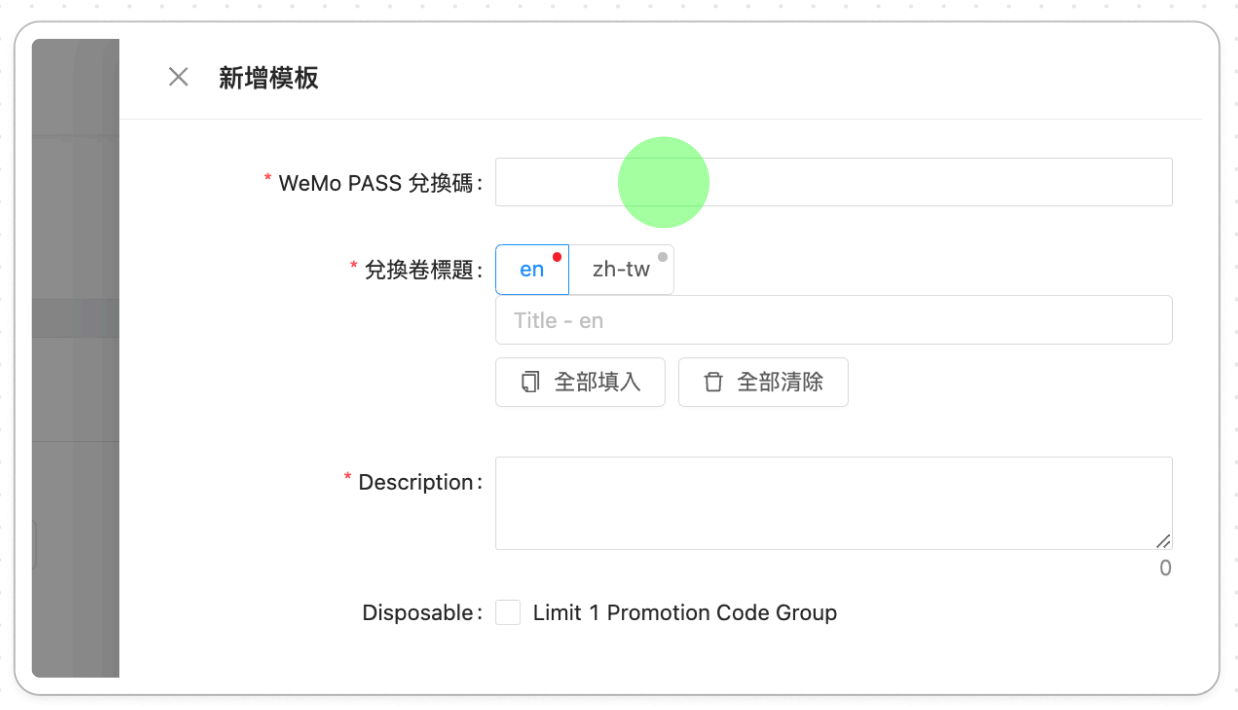 新增模板
* WeMo PASS 兌換碼 :
* 兌換卷標題 :
en zh-tw
Title - en
全部填入 全部清除
* Description :
0
Disposable : Limit 1 Promotion Code Group